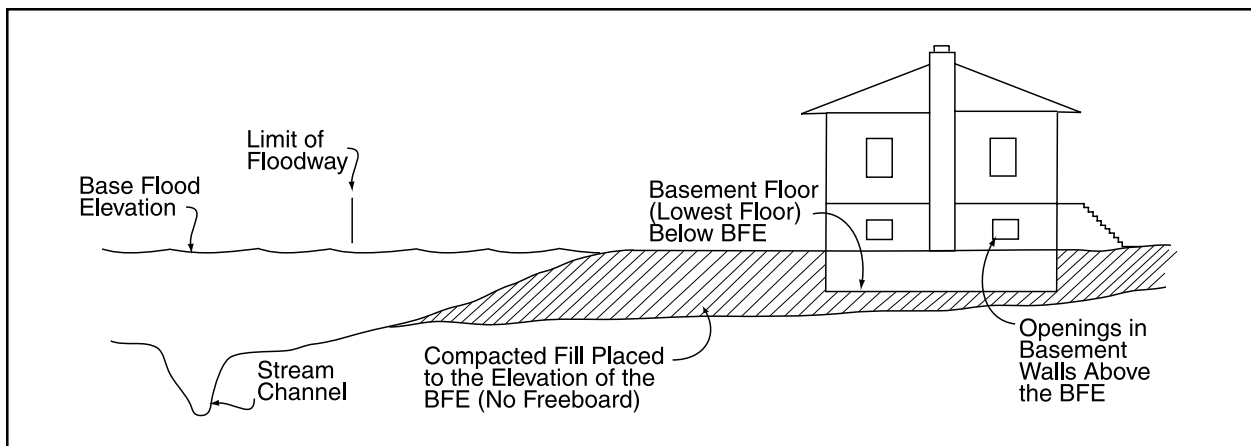 Limit of
Floodway
Base Flood
Elevation
Basement Floor
(Lowest Floor)
Below BFE
Stream
Channel
Compacted Fill Placed
to the Elevation of the
BFE (No Freeboard)
Openings in
Basement
Walls Above
the BFE